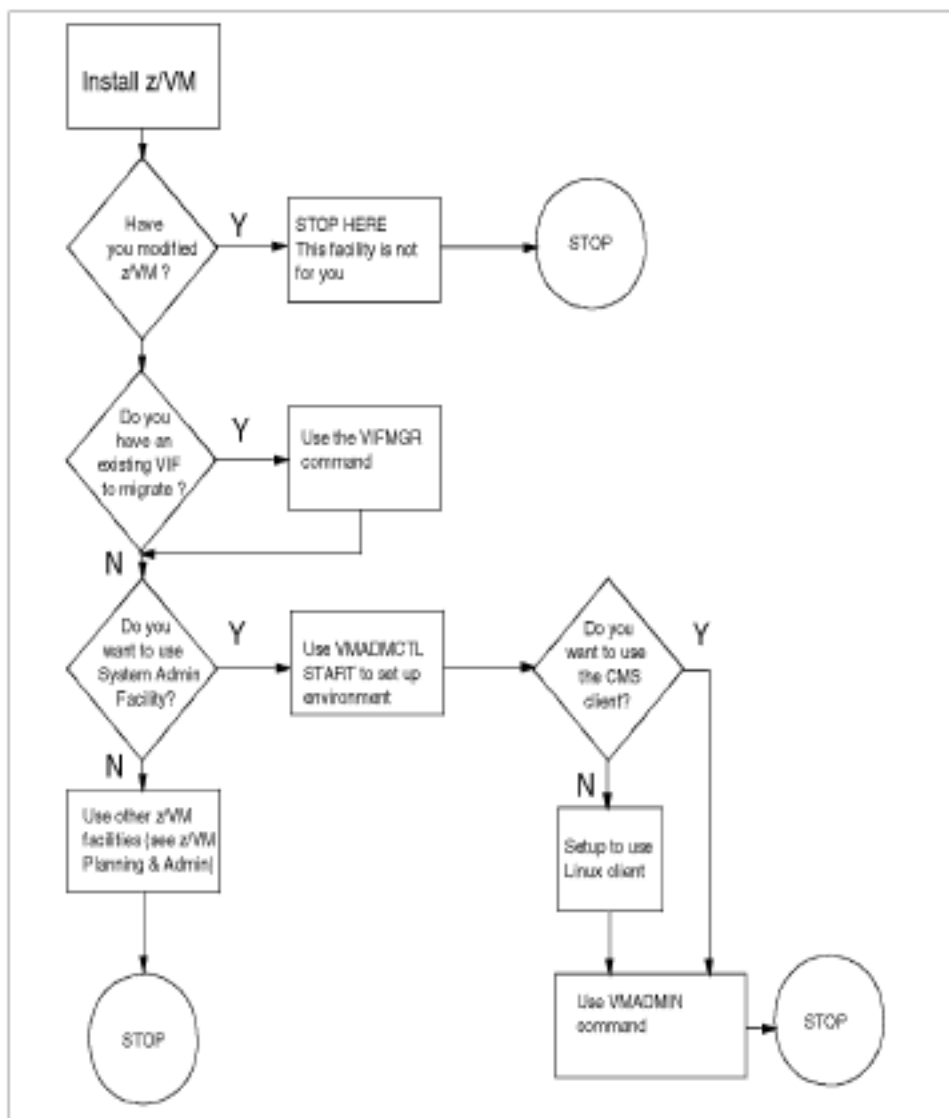 Install z/VM
Have
you modified
z/VM ?
Y
STOP HERE
This facility is not
for you
STOP
Do you
have an
existing VIF
to migrate ?
Y
Use the VIFMGR
command
N
Do you
want to use
System Admin
Facility?
Y
Use VMADMCTL
START to set up
environment
Do you
want to use
the CMS
client?
Y
N
Use other z/VM
facilities (see z/VM
Planning & Admin)
N
Setup to use
Linux client
STOP
Use VMADMIN
command
STOP